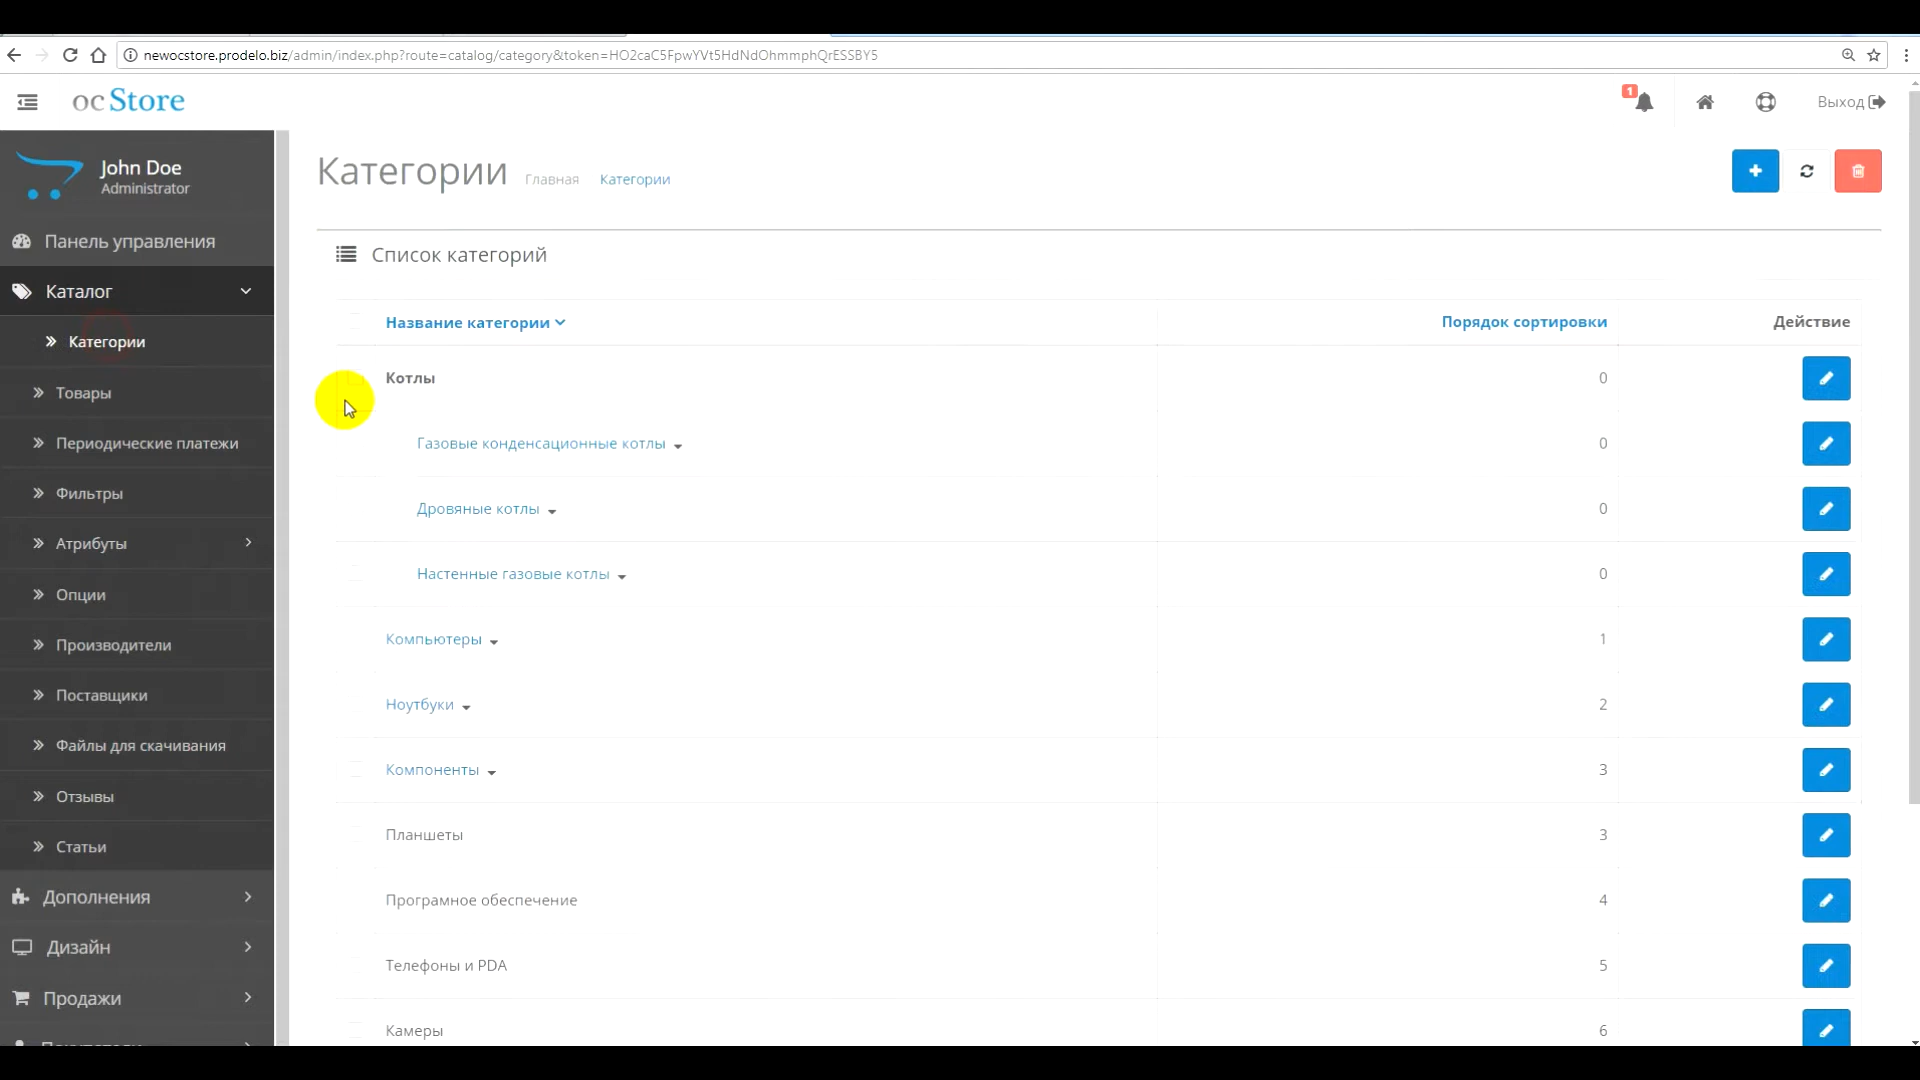 newocstore.prodelo.biz/admin/index.php?route=catalog/category&token=HO2caC5FpwYVt5HdNdOhmmphQrESSBY5
oc Store
1
Выход
John Doe
Administrator
Панель управления
Каталог
Категории
Товары
Периодические платежи
Фильтры
Атрибуты
Опции
Производители
Поставщики
Файлы для скачивания
Отзывы
Статьи
Дополнения
Дизайн
Продажи
Категории Главная Категории
Список категорий
Название категории Порядок сортировки Действие
Котлы 0
Газовые конденсационные котлы 0
Дровяные котлы 0
Настенные газовые котлы 0
Компьютеры 1
Ноутбуки 2
Компоненты 3
Планшеты 3
Програмное обеспечение 4
Телефоны и PDA 5
Камеры 6